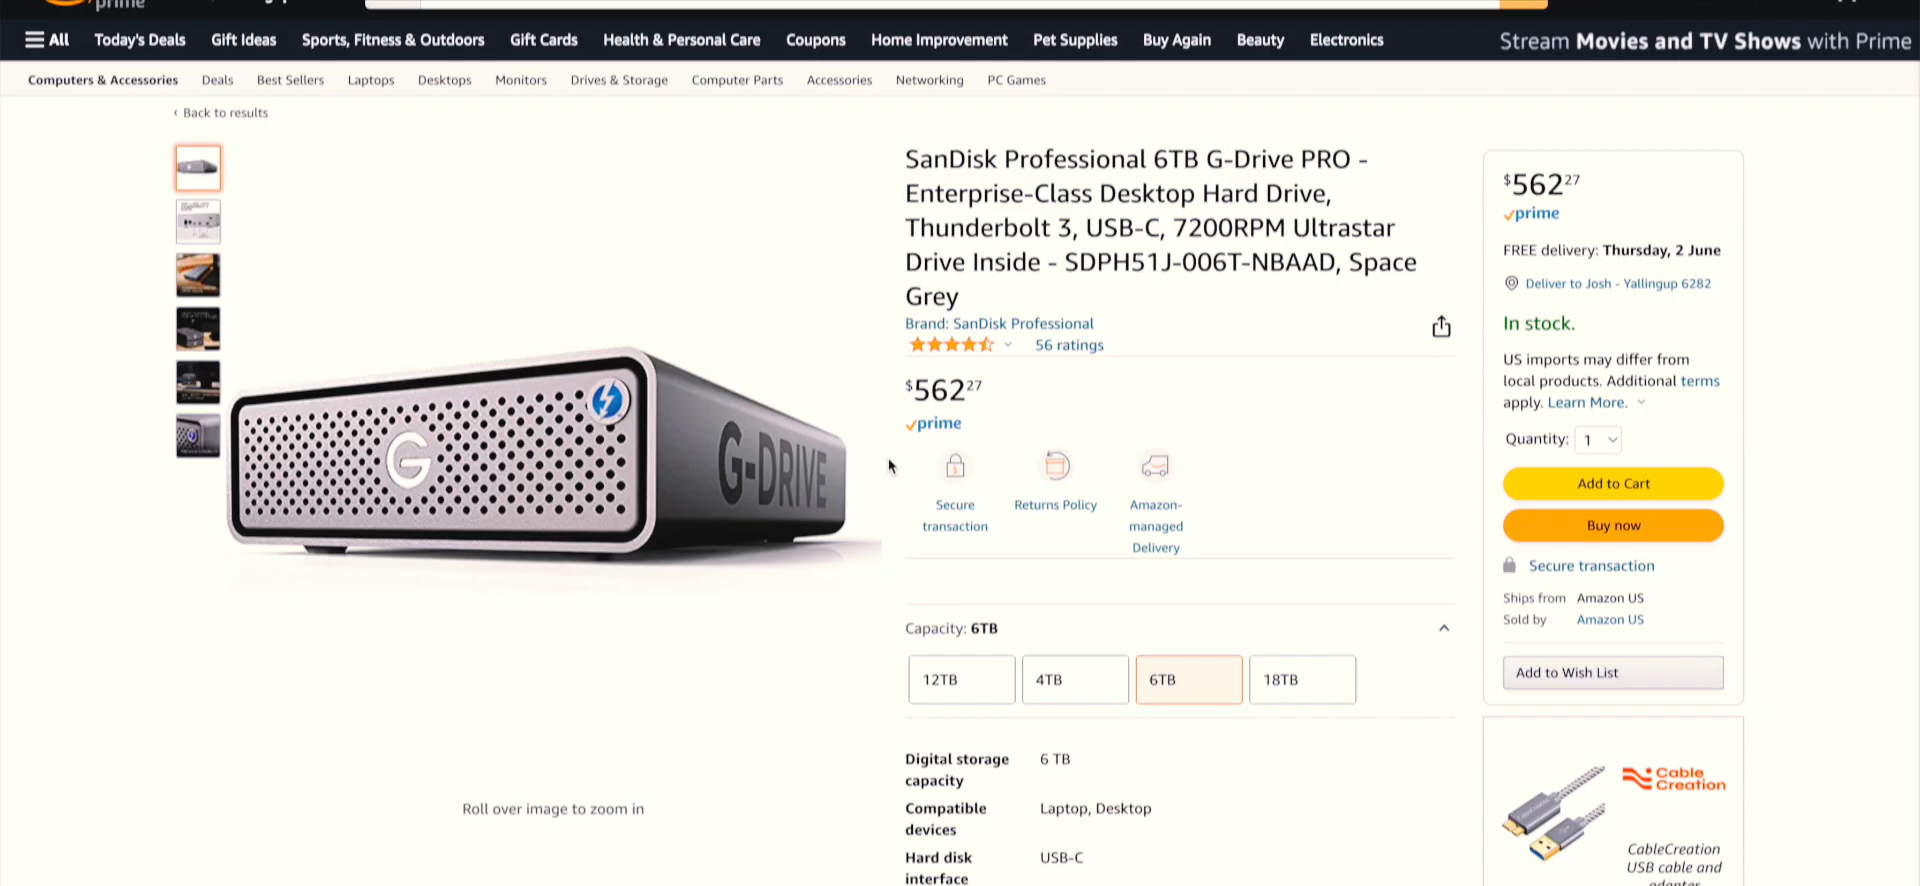 prime
All
Today's Deals
Gift Ideas
Sports, Fitness & Outdoors
Gift Cards
Health & Personal Care
Coupons
Home Improvement
Pet Supplies
Buy Again
Beauty
Electronics
Stream Movies and TV Shows with Prime
Computers & Accessories
Deals
Best Sellers
Laptops
Desktops
Monitors
Drives & Storage
Computer Parts
Accessories
Networking
PC Games
‹ Back to results
G-DRIVE
Roll over image to zoom in
SanDisk Professional 6TB G-Drive PRO -
Enterprise-Class Desktop Hard Drive,
Thunderbolt 3, USB-C, 7200RPM Ultrastar
Drive Inside - SDPH51J-006T-NBAAD, Space
Grey
Brand: SanDisk Professional
56 ratings
$562 27
prime
Secure
transaction
Returns Policy
Amazon-
managed
Delivery
Capacity: 6TB
12TB
4TB
6TB
18TB
Digital storage
capacity
6 TB
Compatible
devices
Laptop, Desktop
Hard disk
interface
USB-C
$562 27
prime
FREE delivery: Thursday, 2 June
Deliver to Josh - Yallingup 6282
In stock.
US imports may differer from
local products. Additional terms
apply. Learn More.
Quantity: 1
Add to Cart
Buy now
Secure transaction
Ships from Amazon US
Sold by Amazon US
Add to Wish List
Cable
Creation
CableCreation
USB cable and